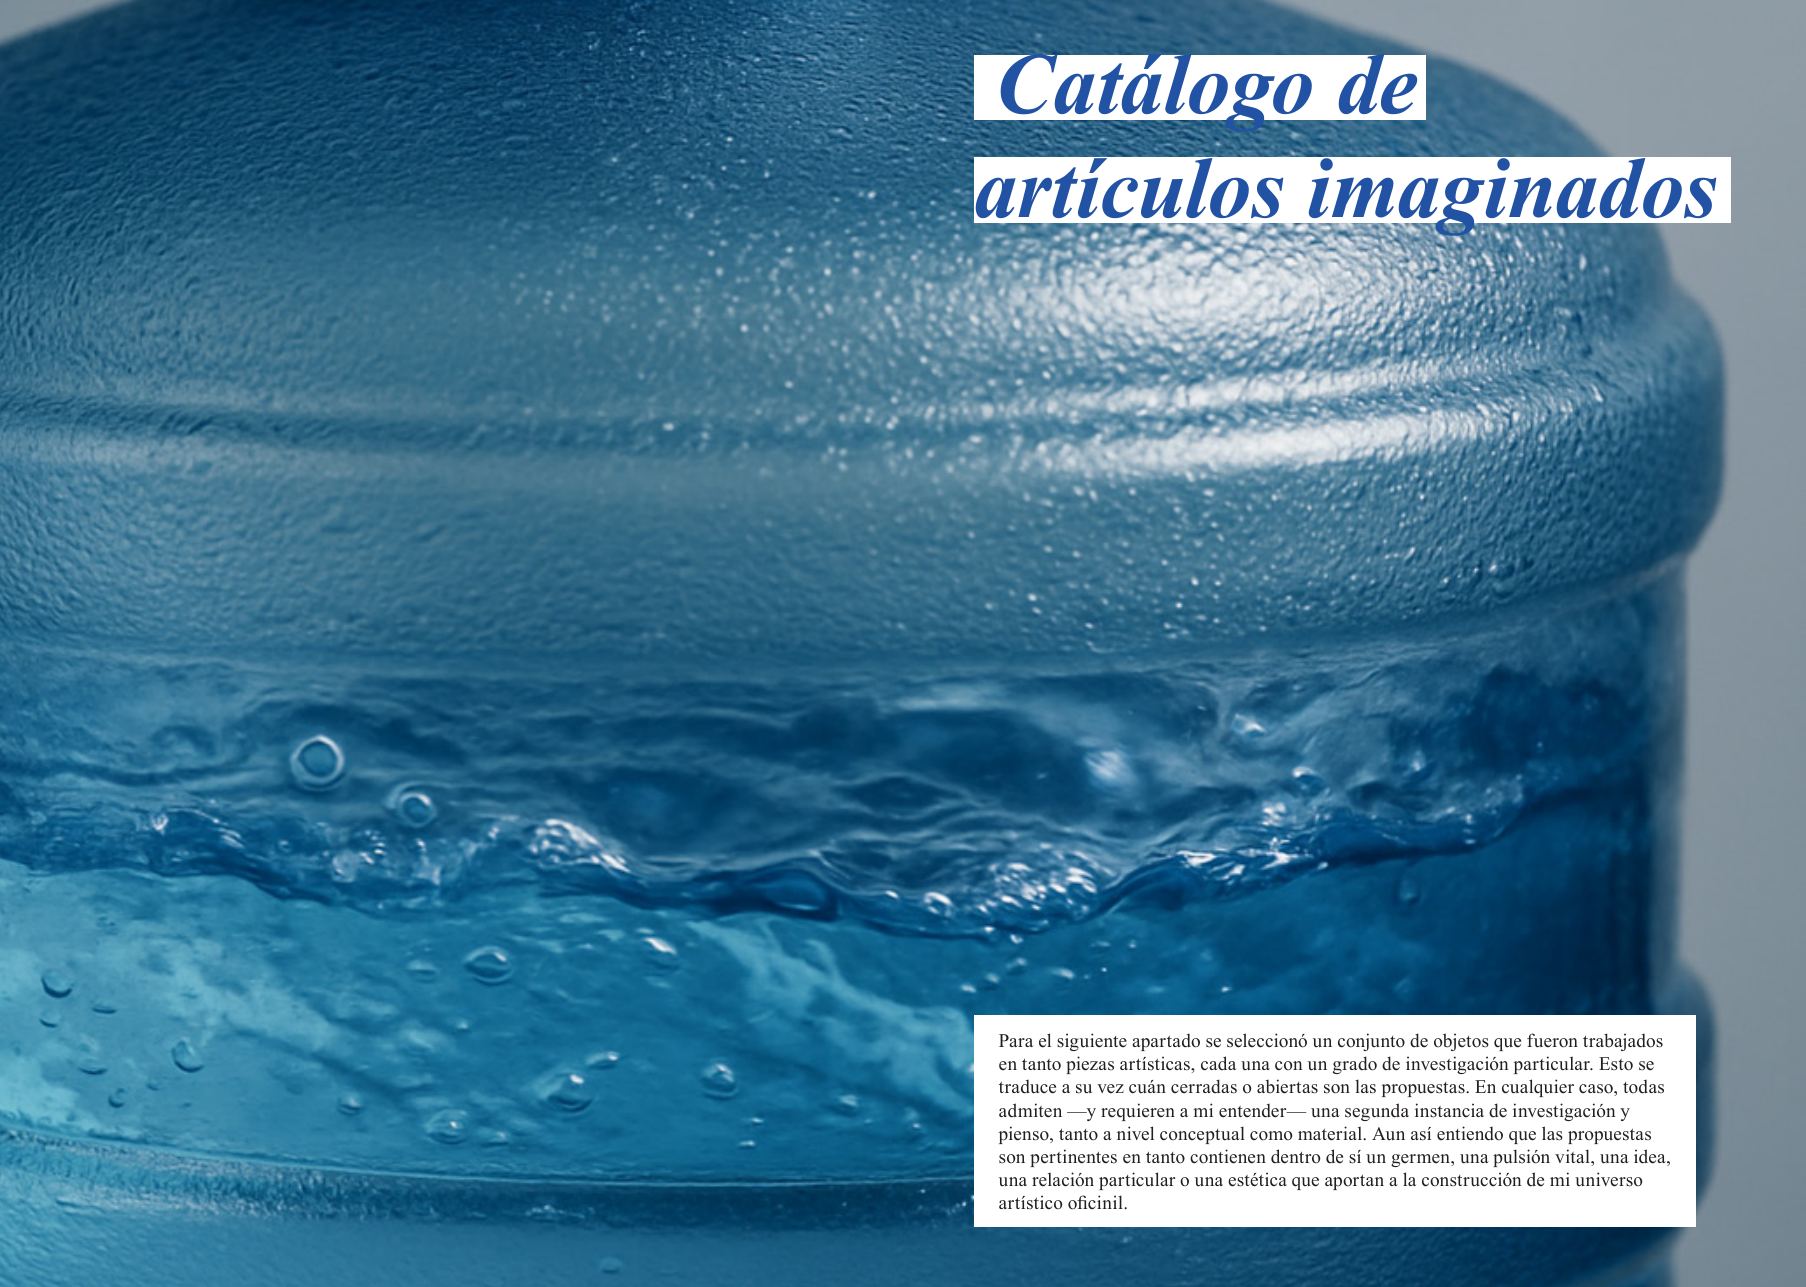 Catálogo de
artículos imaginados
Para el siguiente apartado se seleccionó un conjunto de objetos que fueron trabajados
en tanto piezas artísticas, cada una con un grado de investigación particular. Esto se
traduce a su vez cuán cerradas o abiertas son las propuestas. En cualquier caso, todas
admiten —y requieren a mi entender— una segunda instancia de investigación y
pienso, tanto a nivel conceptual como material. Aun así entiendo que las propuestas
son pertinentes en tanto contienen dentro de sí un germen, una pulsión vital, una idea,
una relación particular o una estética que aportan a la construcción de mi universo
artístico oficinil.